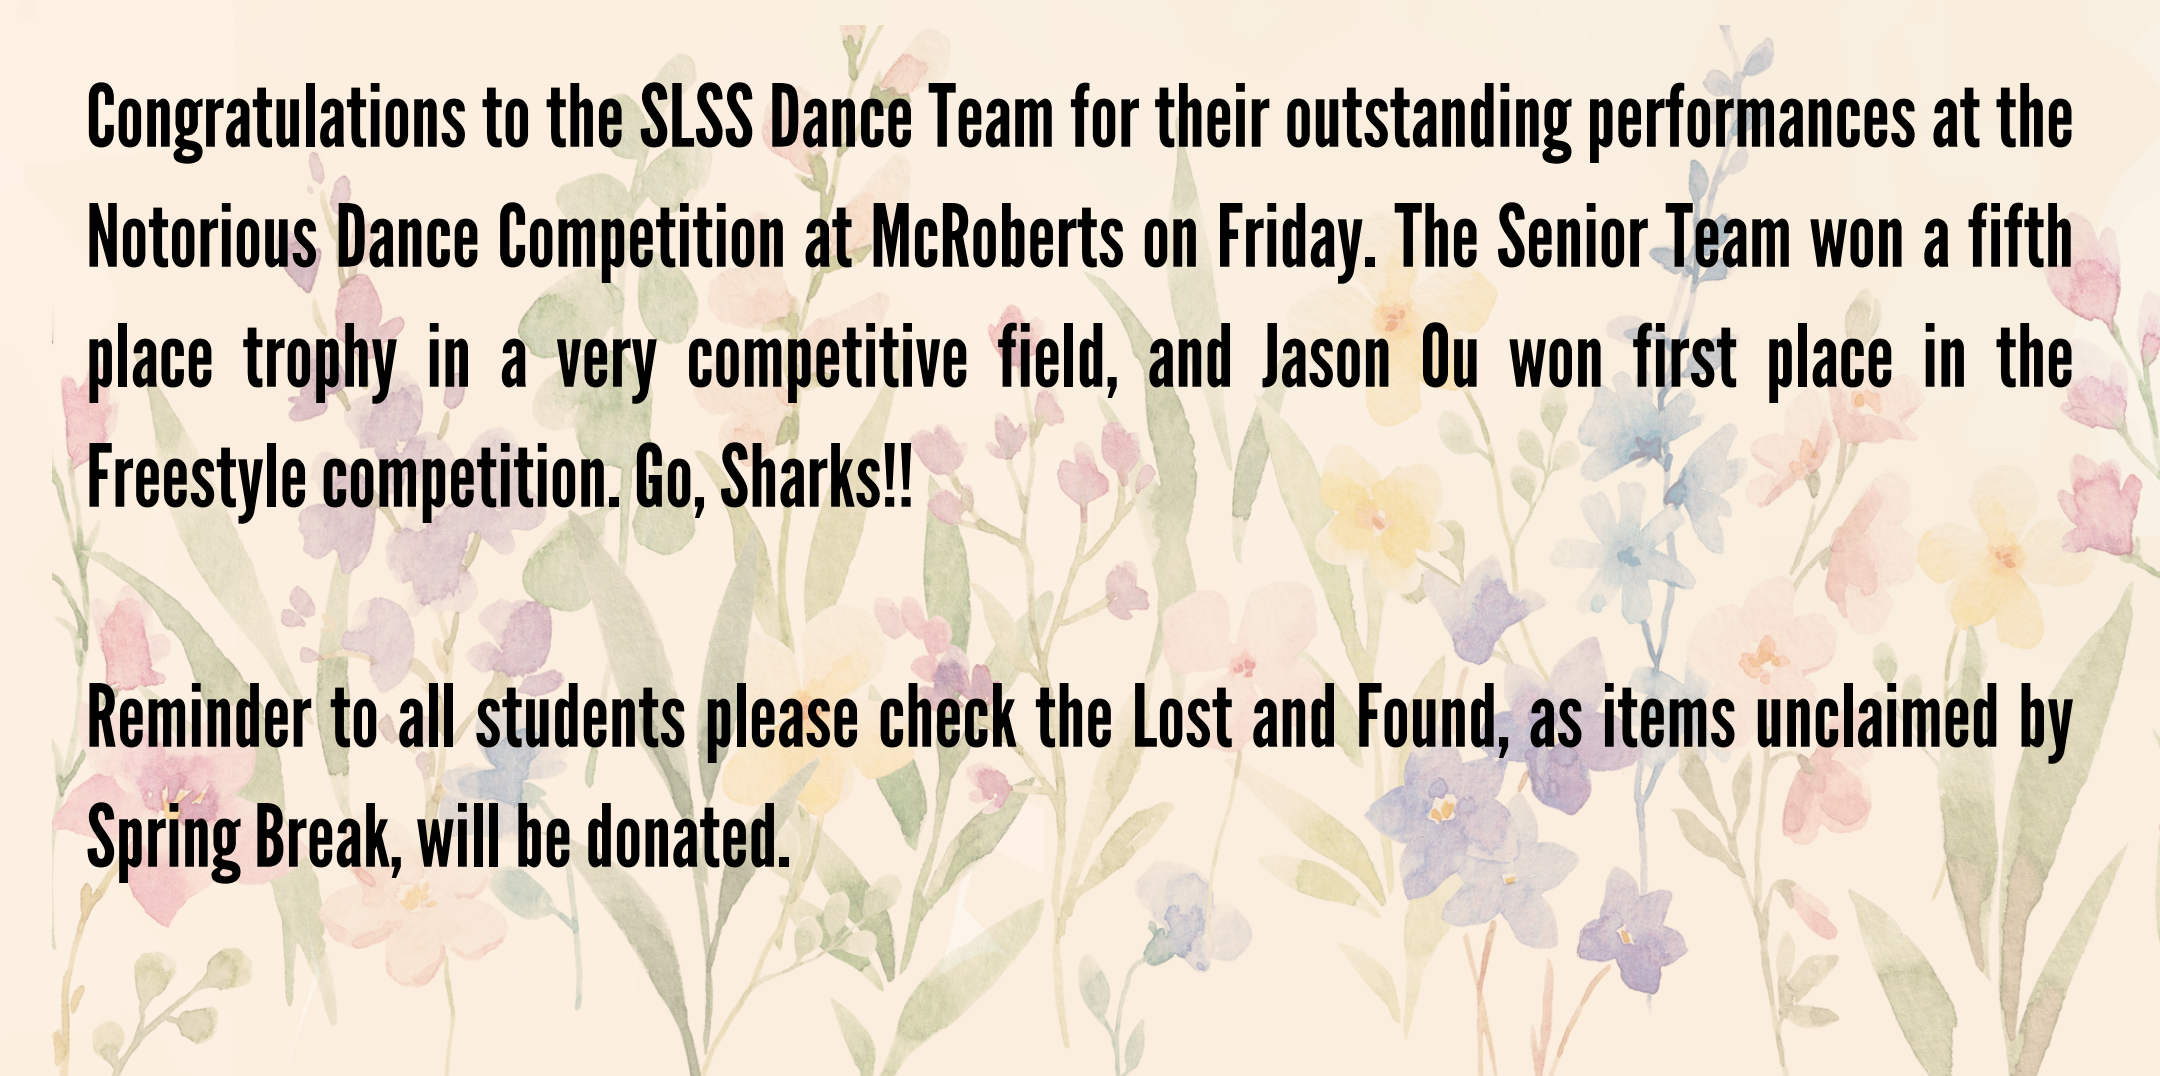 Congratulations to the SLSS Dance Team for their outstanding performances at the
Notorious Dance Competition at McRoberts on Friday. The Senior Team won a fifth
place trophy in a very competitive field, and Jason Ou won first place in the
Freestyle competition. Go, Sharks!!
Reminder to all students please check the Lost and Found, as items unclaimed by
Spring Break, will be donated.